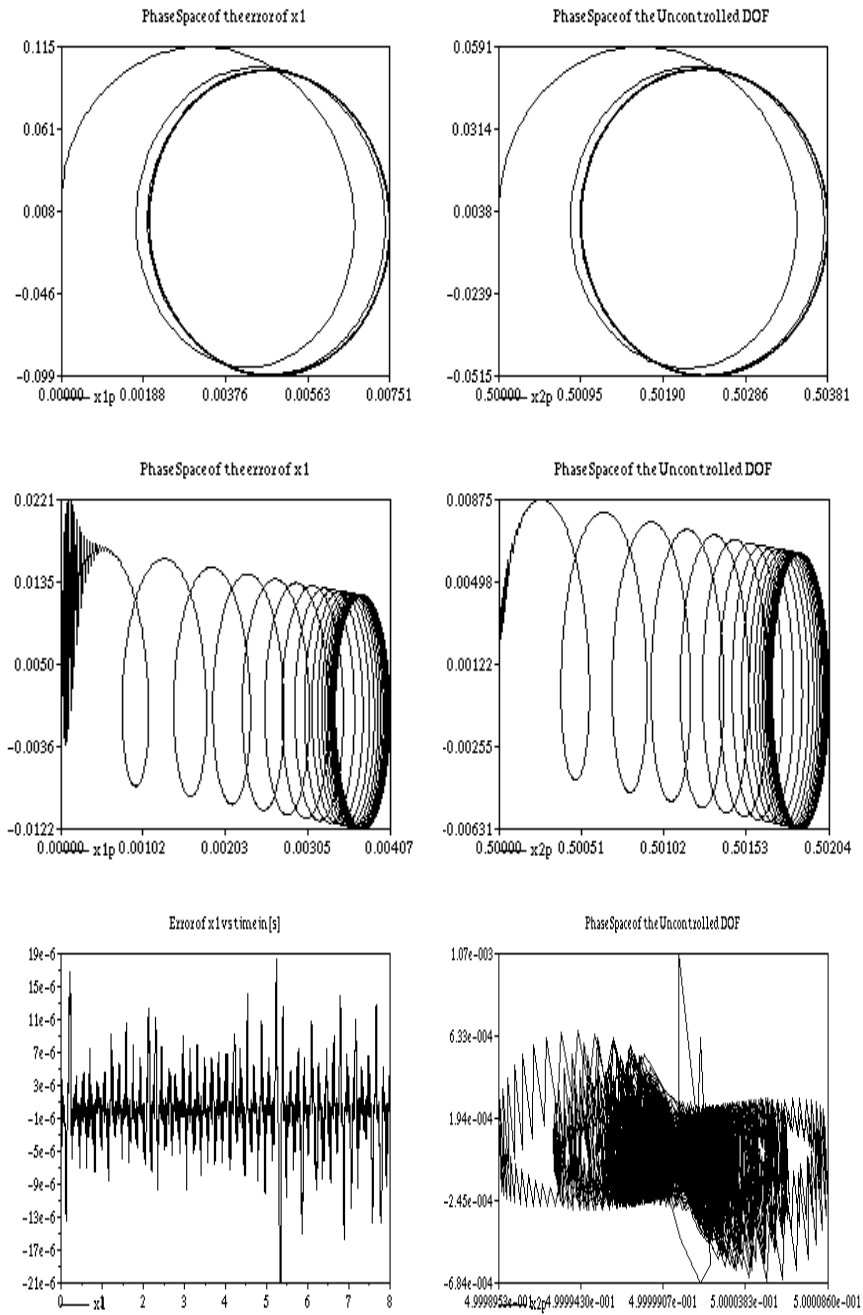 Phase Space of the error of x1
0.115
0.061
0.008
-0.046
-0.099
0.00000 0.00188 0.00376 0.00563 0.00751
x1p
Phase Space of the Uncontrolled DOF
0.0591
0.0314
0.0038
-0.0239
-0.0515
0.50000 0.50095 0.50190 0.50286 0.50381
x2p
Phase Space of the error of x1
0.0221
0.0135
0.0050
-0.0036
-0.0122
0.00000 0.00102 0.00203 0.00305 0.00407
x1p
Phase Space of the Uncontrolled DOF
0.00875
0.00498
0.00122
-0.00255
-0.00631
0.50000 0.50051 0.50102 0.50153 0.50204
x2p
Error of x1 vs time in [s]
19e-6
15e-6
11e-6
7e-6
3e-6
-1e-6
-5e-6
-9e-6
-13e-6
-17e-6
-21e-6
0 1 2 3 4 5 6 7 8
x1
Phase Space of the Uncontrolled DOF
1.07e-003
6.33e-004
1.94e-004
-2.45e-004
-6.84e-004
4.9999430e-001 4.9999907e-001 5.0000383e-001 5.0000860e-001
x2p